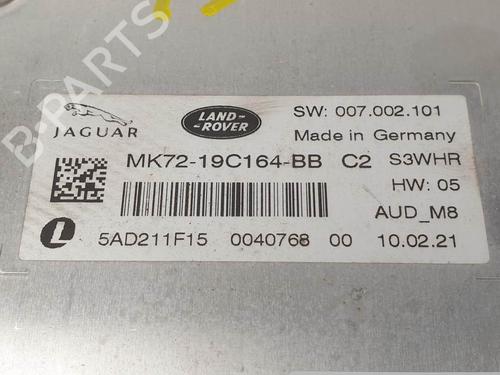 SW: 007.002.101
JAGUAR
LAND-
-ROVER
Made in Germany
MK72-19C164-BB C2 S3WHR
HW: 05
AUD_M8
L 5AD211F15 0040768 00 10.02.21
B-PARTS